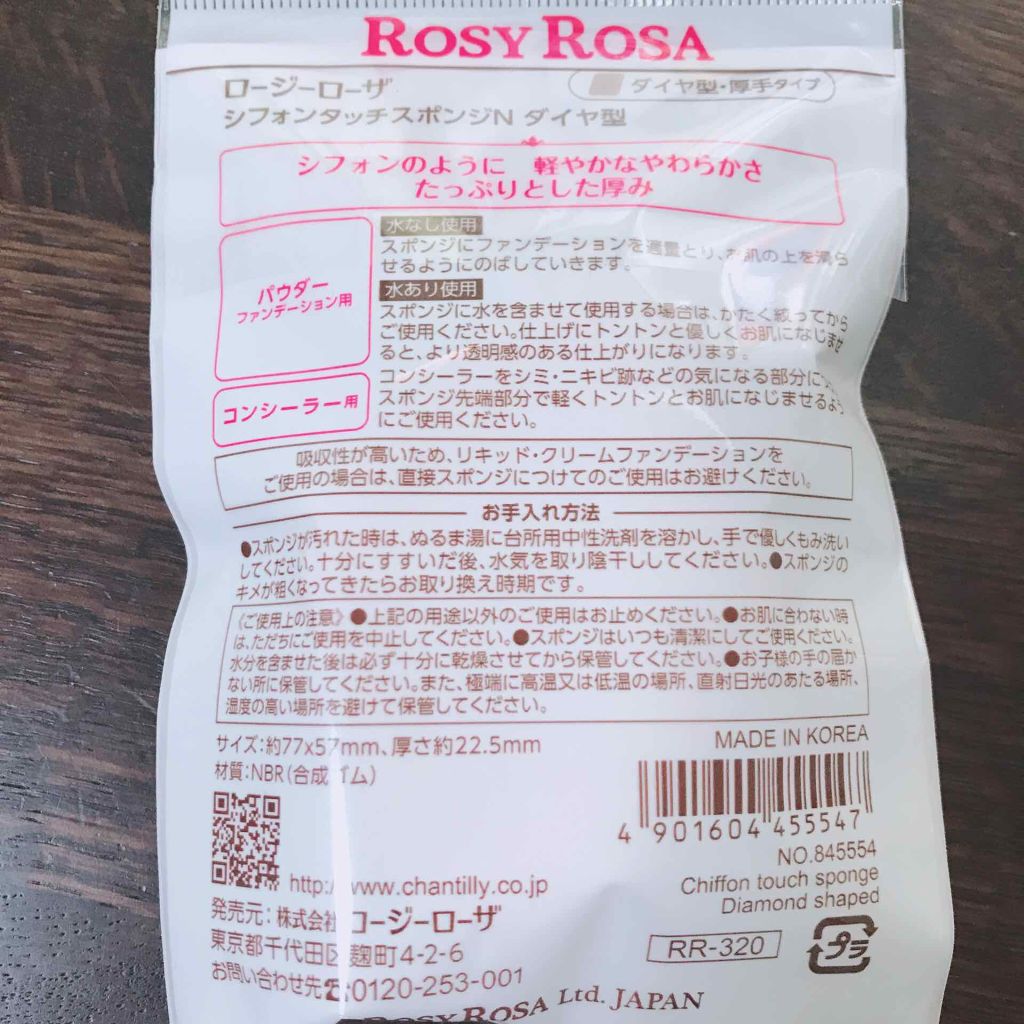 ROSY ROSA
ロージーローザ
ダイヤ型・厚手タイプ
シフォンタッチスポンジN ダイヤ型
シフォンのように 軽やかなやわらかさ
たっぷりとした厚み
パウダー
ファンデーション用
水なし使用
スポンジにファンデーションを適量とり、お肌の上を滑ら
せるようにのばしていきます。
水あり使用
スポンジに水を含ませて使用する場合は、かたく絞ってから
ご使用ください。仕上げにトントンと優しくお肌になじませ
ると、より透明感のある仕上がりになります。
コンシーラー用
コンシーラーをシミ・ニキビ跡などの気になる部分に
スポンジ先端部分で軽くトントンとお肌になじませるよう
にご使用ください。
吸収性が高いため、リキッド・クリームファンデーションを
ご使用の場合は、直接スポンジにつけてのご使用はお避けください。
お手入れ方法
●スポンジが汚れた時は、ぬるま湯に台所用中性洗剤を溶かし、手で優しくもみ洗い
してください。十分にすすいだ後、水気を取り陰干ししてください。●スポンジの
キメが粗くなってきたらお取り換え時期です。
《ご使用上の注意》●上記の用途以外のご使用はお止めください。●お肌に合わない時
は、ただちにご使用を中止してください。●スポンジはいつも清潔にしてご使用ください。
水分を含ませた後は必ず十分に乾燥させてから保管してください。●お子様の手の届か
ない所に保管してください。また、極端に高温又は低温の場所、直射日光のあたる場所、
湿度の高い場所を避けて保管してください。
サイズ:約77x57mm、厚さ約22.5mm
材質:NBR(合成ゴム)
MADE IN KOREA
4 901604 455547
NO.845554
Chiffon touch sponge
Diamond shaped
http://www.chantilly.co.jp
発売元:株式会社ロージーローザ
東京都千代田区麹町4-2-6
お問い合わせ先☎0120-253-001
RR-320
プラ
ROSY ROSA Ltd. JAPAN